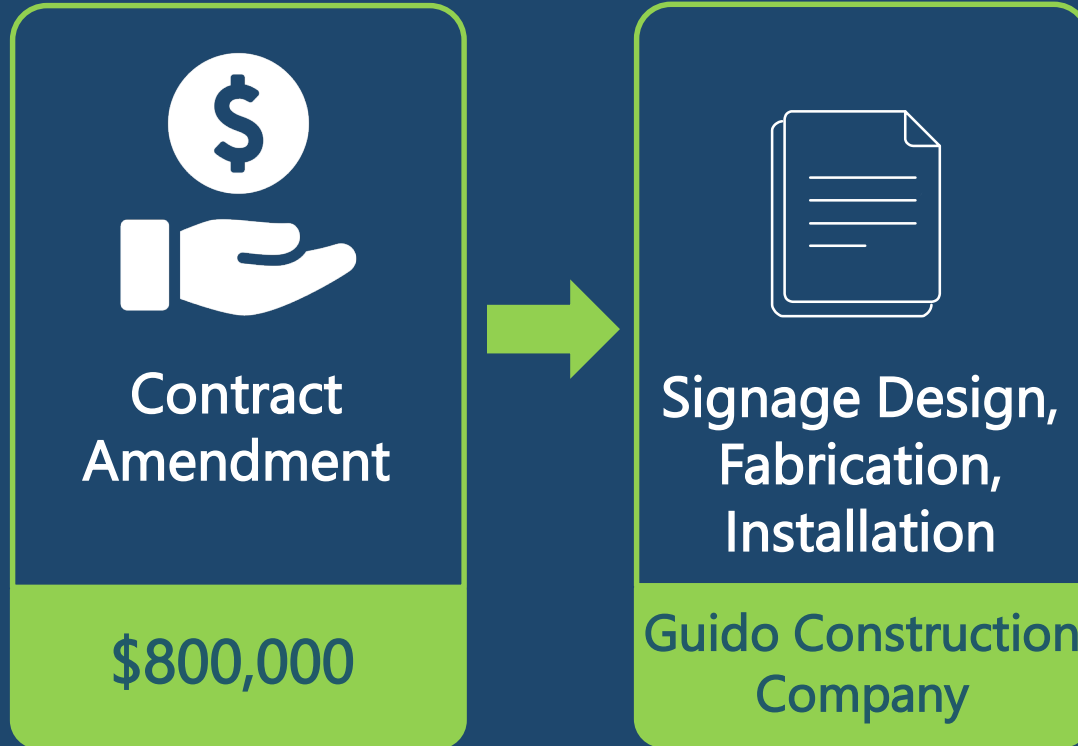 $
Contract
Amendment
$800,000
Signage Design,
Fabrication,
Installation
Guido Construction
Company